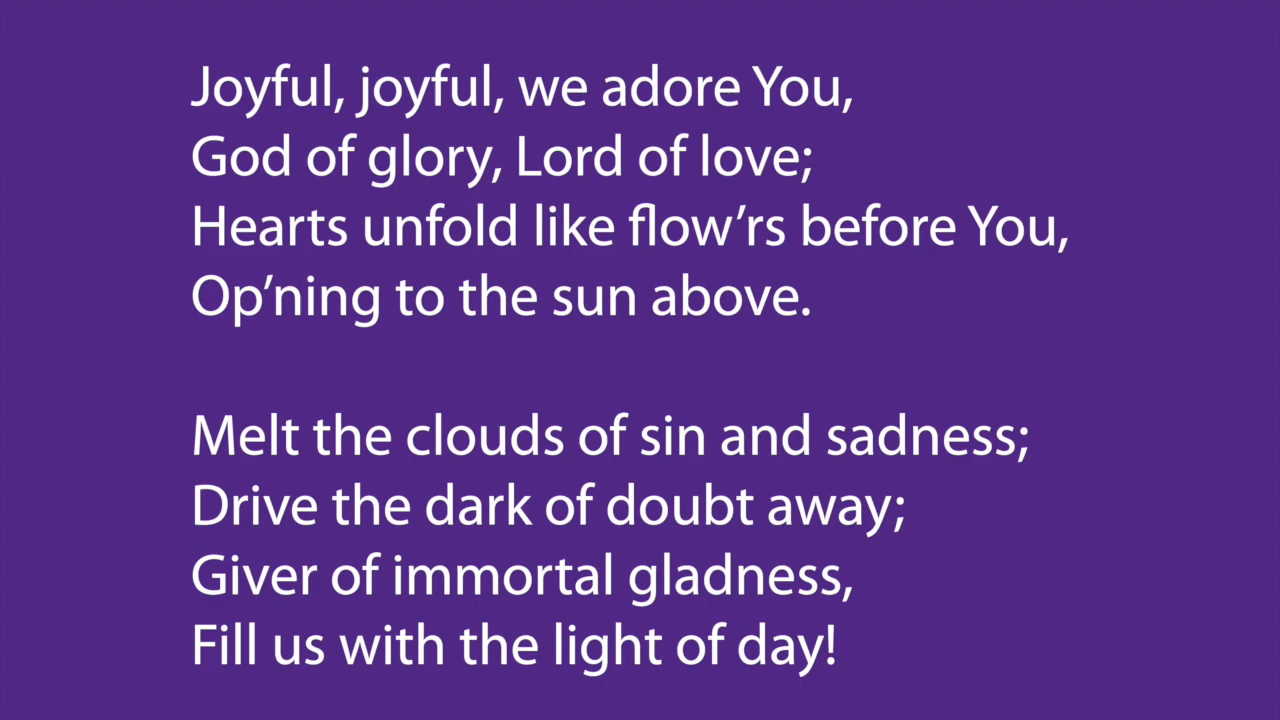 Joyful, joyful, we adore You,
God of glory, Lord of love;
Hearts unfold like flow’rs before You,
Op’ning to the sun above.

Melt the clouds of sin and sadness;
Drive the dark of doubt away;
Giver of immortal gladness,
Fill us with the light of day!